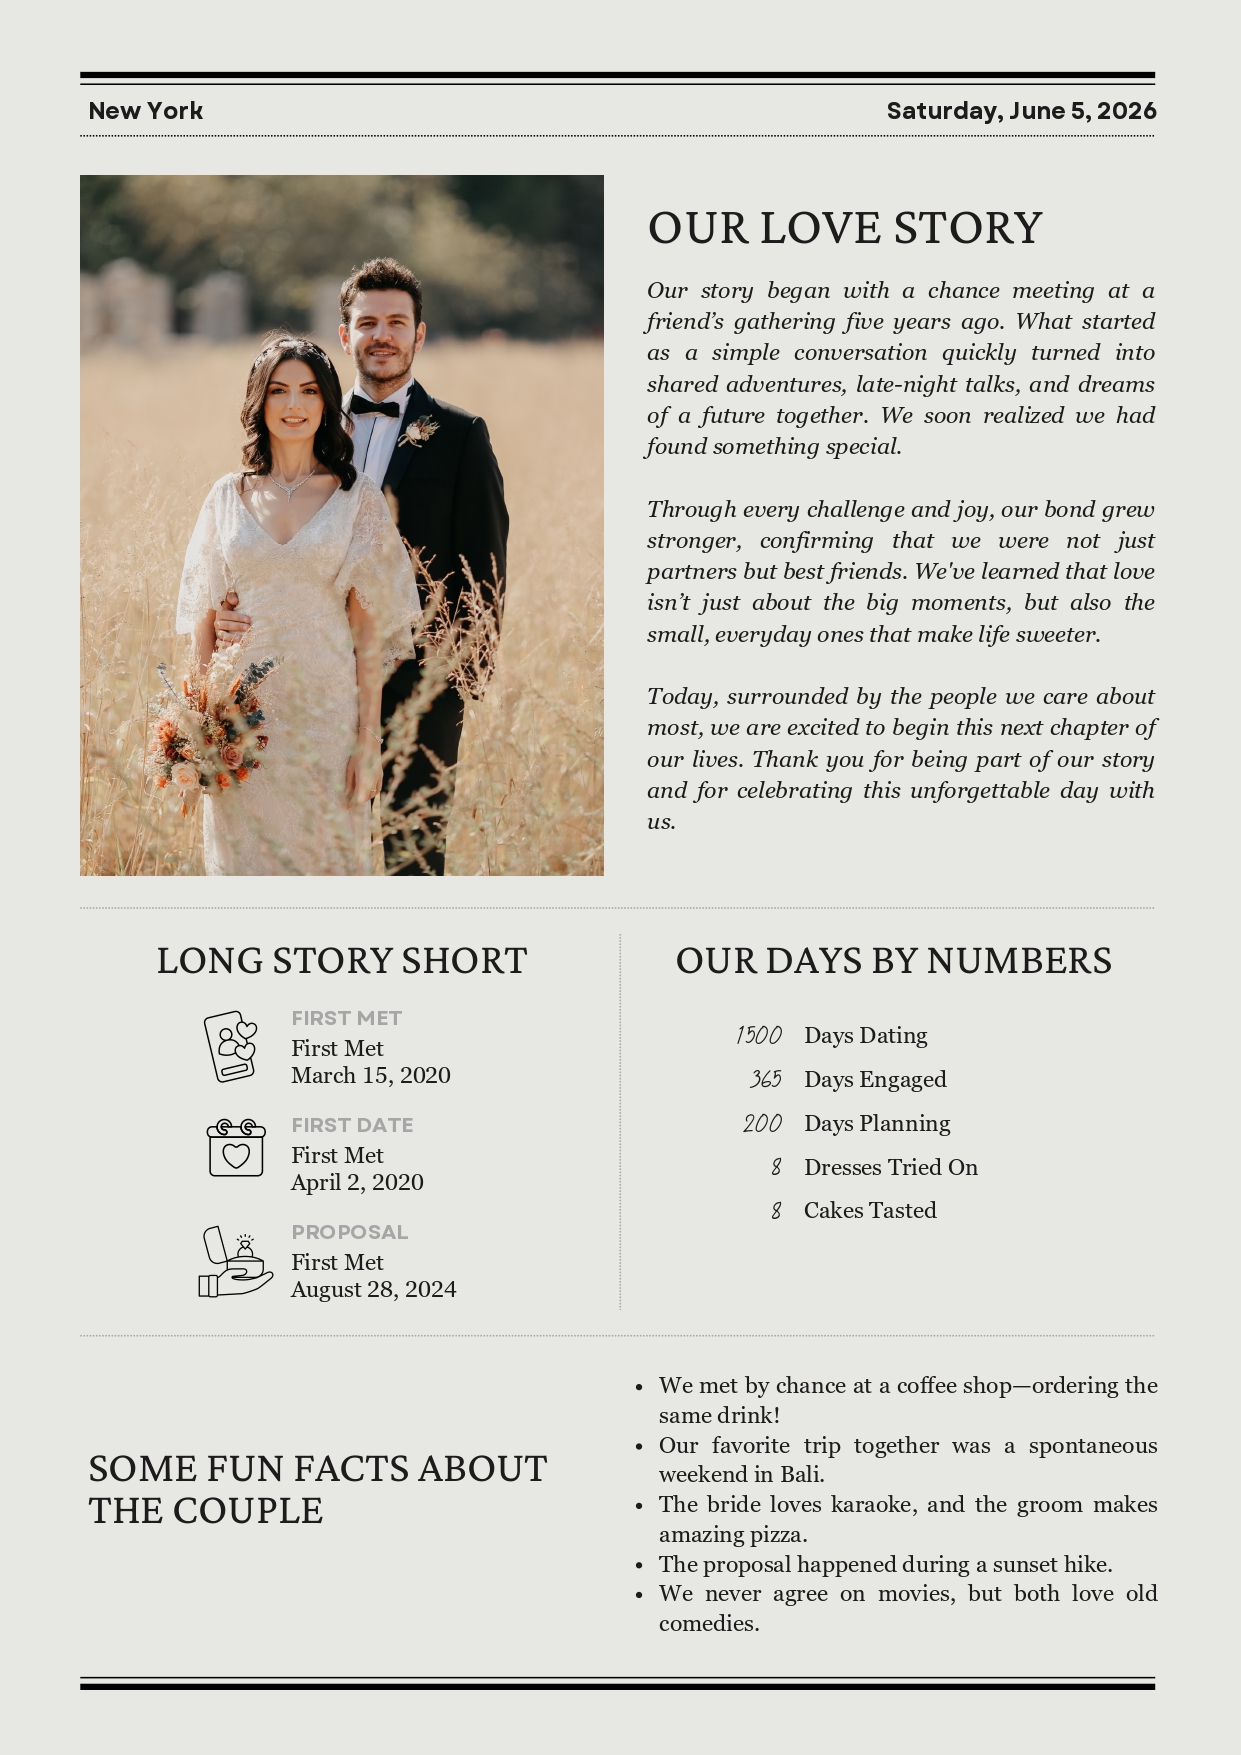 New York
Saturday, June 5, 2026
OUR LOVE STORY
Our story began with a chance meeting at a
friend’s gathering five years ago. What started
as a simple conversation quickly turned into
shared adventures, late-night talks, and dreams
of a future together. We soon realized we had
found something special.
Through every challenge and joy, our bond grew
stronger, confirming that we were not just
partners but best friends. We've learned that love
isn’t just about the big moments, but also the
small, everyday ones that make life sweeter.
Today, surrounded by the people we care about
most, we are excited to begin this next chapter of
our lives. Thank you for being part of our story
and for celebrating this unforgettable day with
us.
LONG STORY SHORT
FIRST MET
First Met
March 15, 2020
FIRST DATE
First Met
April 2, 2020
PROPOSAL
First Met
August 28, 2024
OUR DAYS BY NUMBERS
1500 Days Dating
365 Days Engaged
200 Days Planning
8 Dresses Tried On
8 Cakes Tasted
SOME FUN FACTS ABOUT
THE COUPLE
• We met by chance at a coffee shop—ordering the
same drink!
• Our favorite trip together was a spontaneous
weekend in Bali.
• The bride loves karaoke, and the groom makes
amazing pizza.
• The proposal happened during a sunset hike.
• We never agree on movies, but both love old
comedies.